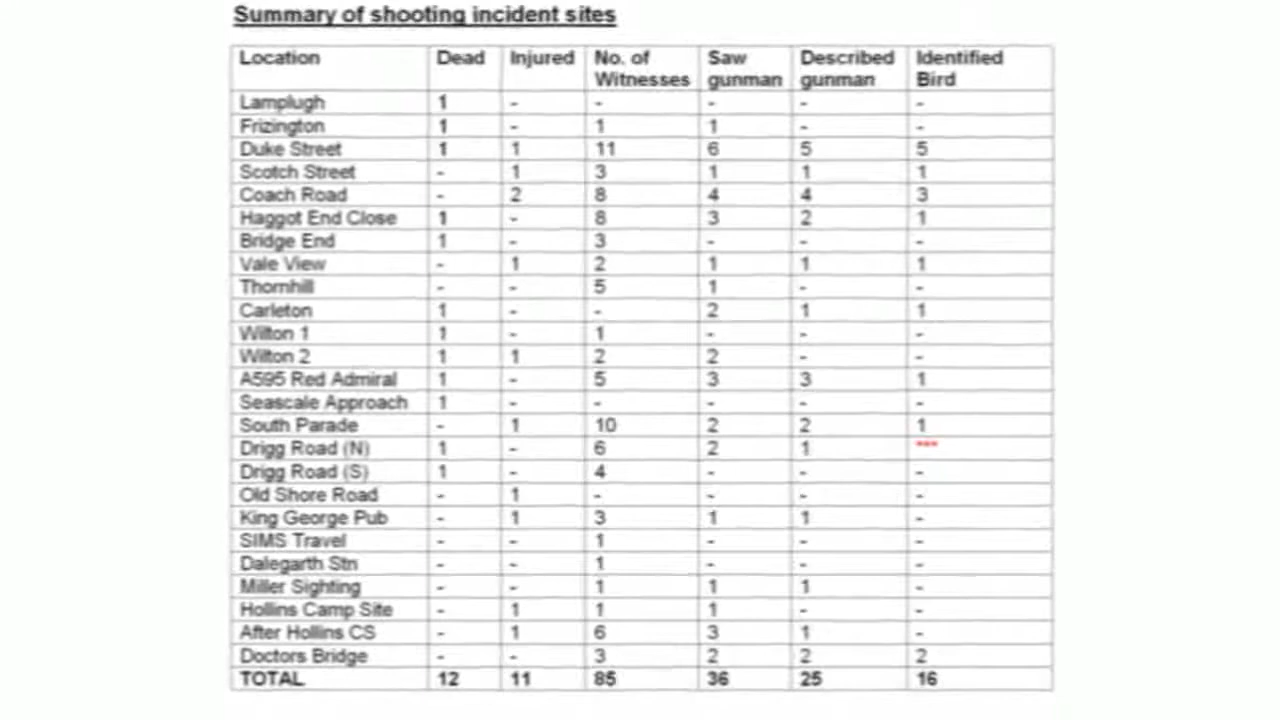 Summary of shooting incident sites
Location Dead Injured No. of Witnesses Saw gunman Described gunman Identified Bird
Lamplugh 1 - - - - -
Frizington 1 - 1 1 - -
Duke Street 1 1 11 6 5 5
Scotch Street - 1 3 1 1 1
Coach Road - 2 8 4 4 3
Haggot End Close 1 - 8 3 2 1
Bridge End 1 - 3 - - -
Vale View - 1 2 1 1 1
Thornhill - - 5 1 - -
Carleton 1 - - 2 1 1
Wilton 1 1 - 1 - - -
Wilton 2 1 1 2 2 - -
A595 Red Admiral 1 - 5 3 3 1
Seascale Approach 1 - - - - -
South Parade - 1 10 2 2 1
Drigg Road (N) 1 - 6 2 1 ***
Drigg Road (S) 1 - 4 - - -
Old Shore Road - 1 - - - -
King George Pub - 1 3 1 1 -
SIMS Travel - - 1 - - -
Dalegarth Stn - - 1 - - -
Miller Sighting - - 1 1 1 -
Hollins Camp Site - 1 1 1 - -
After Hollins CS - 1 6 3 1 -
Doctors Bridge - - 3 2 2 2
TOTAL 12 11 85 36 25 16